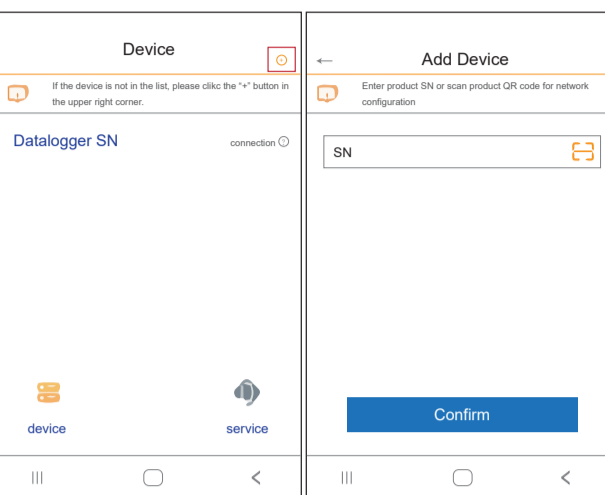 Device
If the device is not in the list, please clikc the "+" button in
the upper right corner.
Datalogger SN
connection ?
device
service
Add Device
Enter product SN or scan product QR code for network
configuration
SN
Confirm